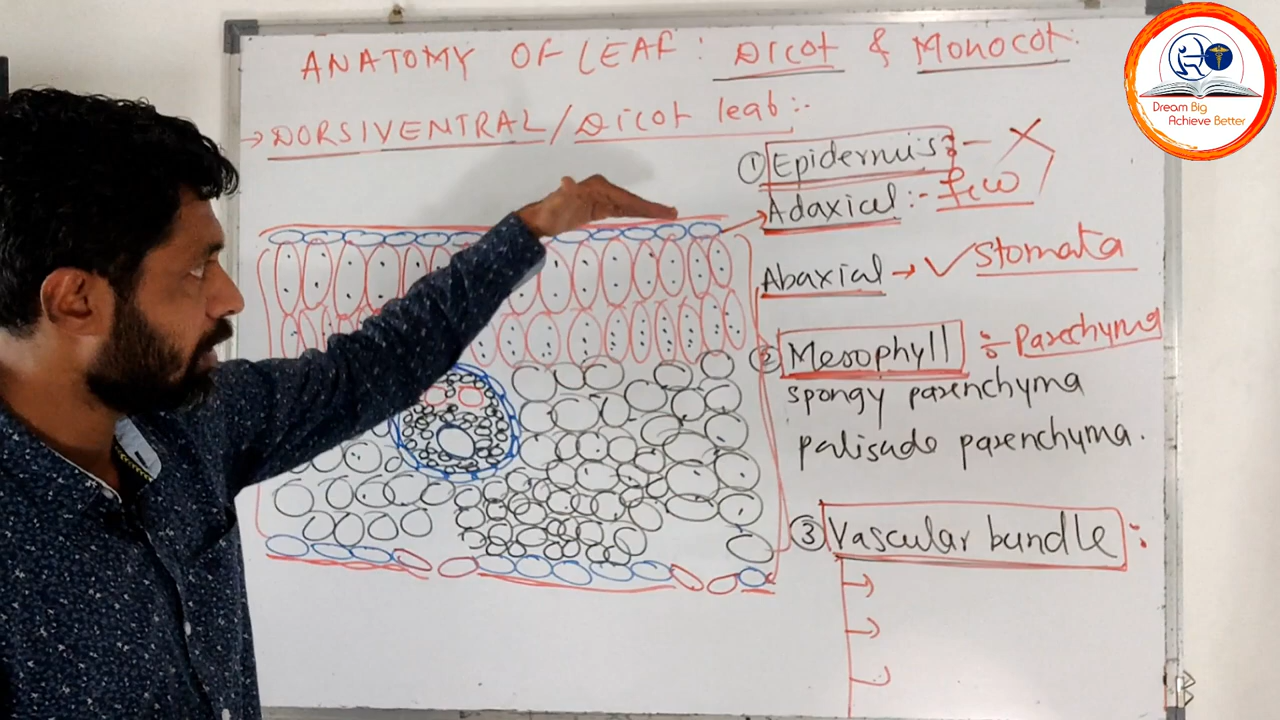 ANATOMY OF LEAF: Dicot & Monocot:
→ DORSIVENTRAL / Dicot leaf :-
① Epidermis :- X
Adaxial :- few
Abaxial → ✓ Stomata
② Mesophyll :- Parechyma
spongy parenchyma
palisade parenchyma.
③ Vascular bundle :
Dream Big
Achieve Better